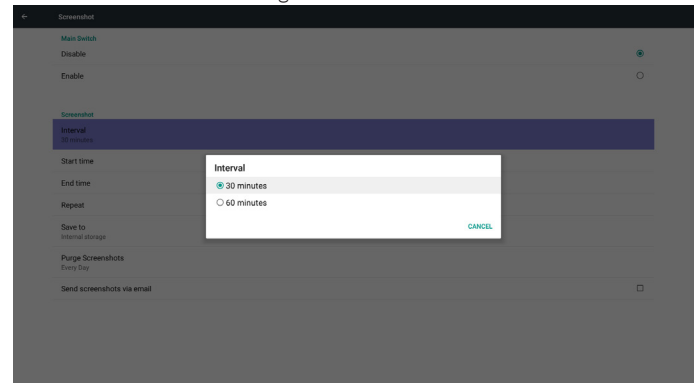 Screenshot
Main Switch
Disable
Enable
Screenshot
Interval
30 minutes
Start time
End time
Repeat
Save to
Internal storage
Purge Screenshots
Every Day
Send screenshots via email
Interval
30 minutes
60 minutes
CANCEL